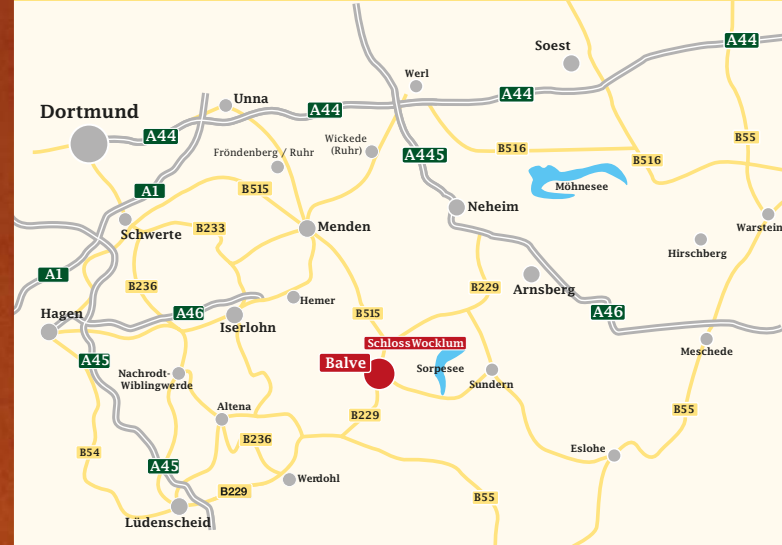 A44
Soest
Werl
A44
Unna
Dortmund
A44
A44
B55
Wickede
(Ruhr)
B516
A445
Fröndenberg / Ruhr
B516
Möhnesee
A1
B515
Neheim
Warstein
Schwerte
B233
Menden
Hirschberg
A1
B236
B229
Arnsberg
Hemer
Hagen
A46
B515
A46
Iserlohn
SchlossWocklum
Meschede
A45
Balve
Sorpesee
Nachrodt-
Wiblingwerde
Sundern
Altena
B229
B55
B236
B54
Eslohe
A45
Werdohl
B229
B55
Lüdenscheid